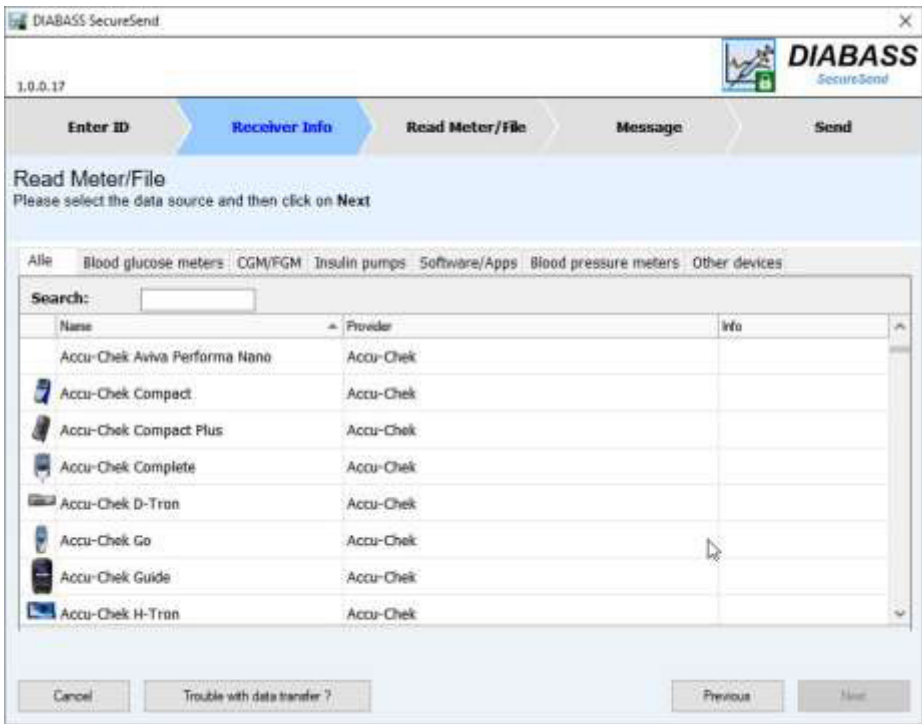 DIABASS SecureSend
DIABASS
SecureSend
1.0.0.17
Enter ID Receiver Info Read Meter/File Message Send
Read Meter/File
Please select the data source and then click on Next
Alle Blood glucose meters CGM/FGM Insulin pumps Software/Apps Blood pressure meters Other devices
Search:
Name Provider Info
Accu-Chek Aviva Performa Nano Accu-Chek
Accu-Chek Compact Accu-Chek
Accu-Chek Compact Plus Accu-Chek
Accu-Chek Complete Accu-Chek
Accu-Chek D-Tron Accu-Chek
Accu-Chek Go Accu-Chek
Accu-Chek Guide Accu-Chek
Accu-Chek H-Tron Accu-Chek
Cancel Trouble with data transfer ? Previous Next